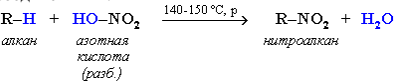 R–H + HO–NO₂ 140-150 °C, p R–NO₂ + H₂O
алкан азотная нитроалкан
кислота
(разб.)